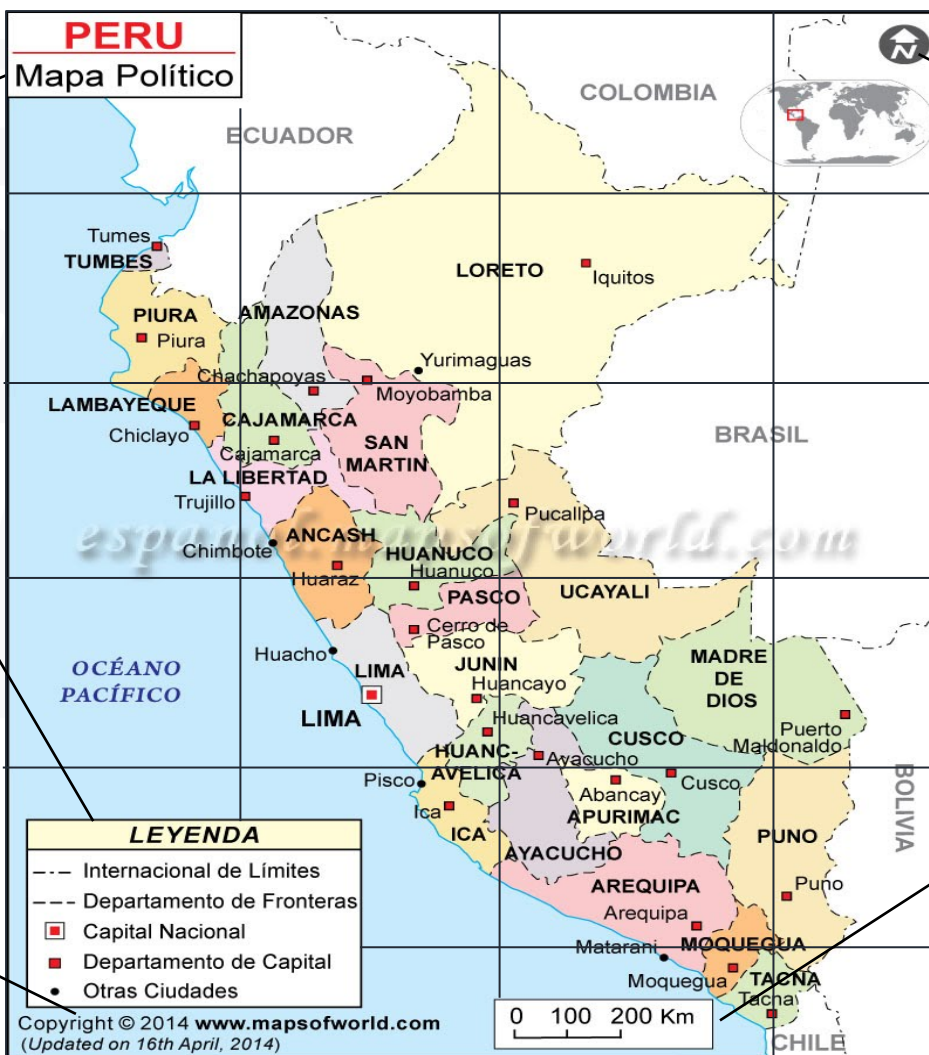 PERU
Mapa Político
N
COLOMBIA
ECUADOR
Tumes
TUMBES
LORETO
Iquitos
AMAZONAS
PIURA
Piura
Yurimaguas
Chachapoyas
Moyobamba
LAMBAYEQUE
CAJAMARCA
Chiclayo
BRASIL
SAN
MARTIN
Cajamarca
LA LIBERTAD
Trujillo
Pucallpa
espanol.mapsofworld.com
ANCASH
Chimbote
HUANUCO
Huanuco
Huaraz
UCAYALI
PASCO
Cerro de
Pasco
Huacho
LIMA
JUNIN
MADRE
DE
DIOS
OCÉANO
PACÍFICO
Huancayo
LIMA
Huancavelica
Puerto
Maldonaldo
CUSCO
HUANC-
AVELICA
Ayacucho
Pisco
Cusco
Abancay
BOLIVIA
Ica
ICA
APURIMAC
PUNO
AYACUCHO
AREQUIPA
Puno
Arequipa
Matarani
MOQUEGUA
Moquegua
TACNA
Tacna
CHILE
LEYENDA
Internacional de Límites
Departamento de Fronteras
Capital Nacional
Departamento de Capital
Otras Ciudades
0 100 200 Km
Copyright © 2014 www.mapsofworld.com
(Updated on 16th April, 2014)